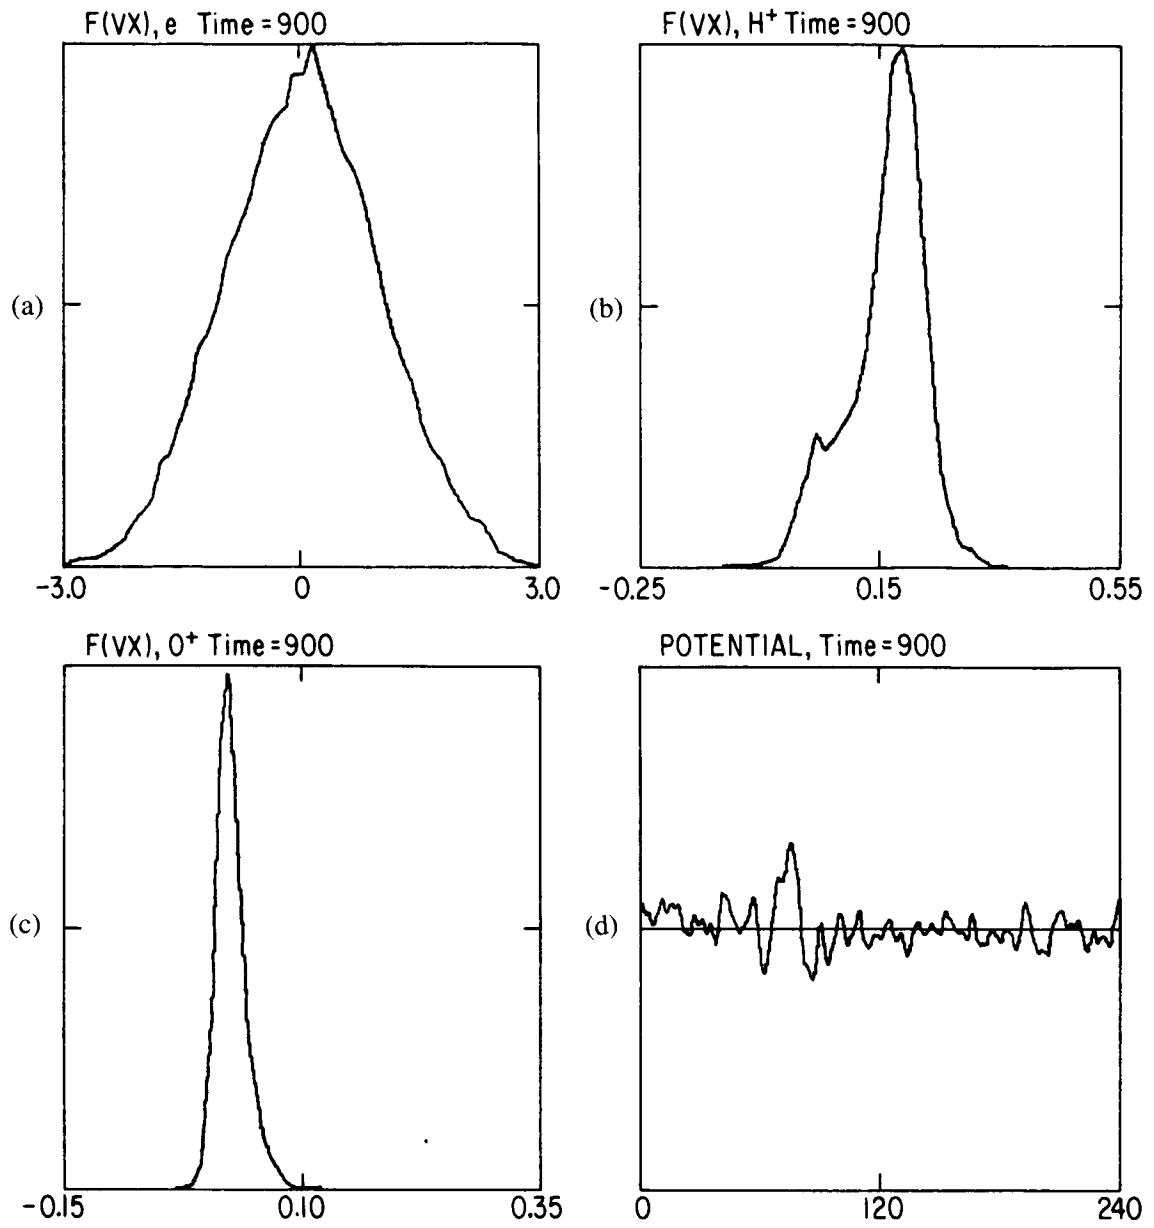 F(VX), e Time=900
(a)
-3.0 0 3.0
F(VX), H⁺ Time=900
(b)
-0.25 0.15 0.55
F(VX), O⁺ Time=900
(c)
-0.15 0.10 0.35
POTENTIAL, Time=900
(d)
0 120 240